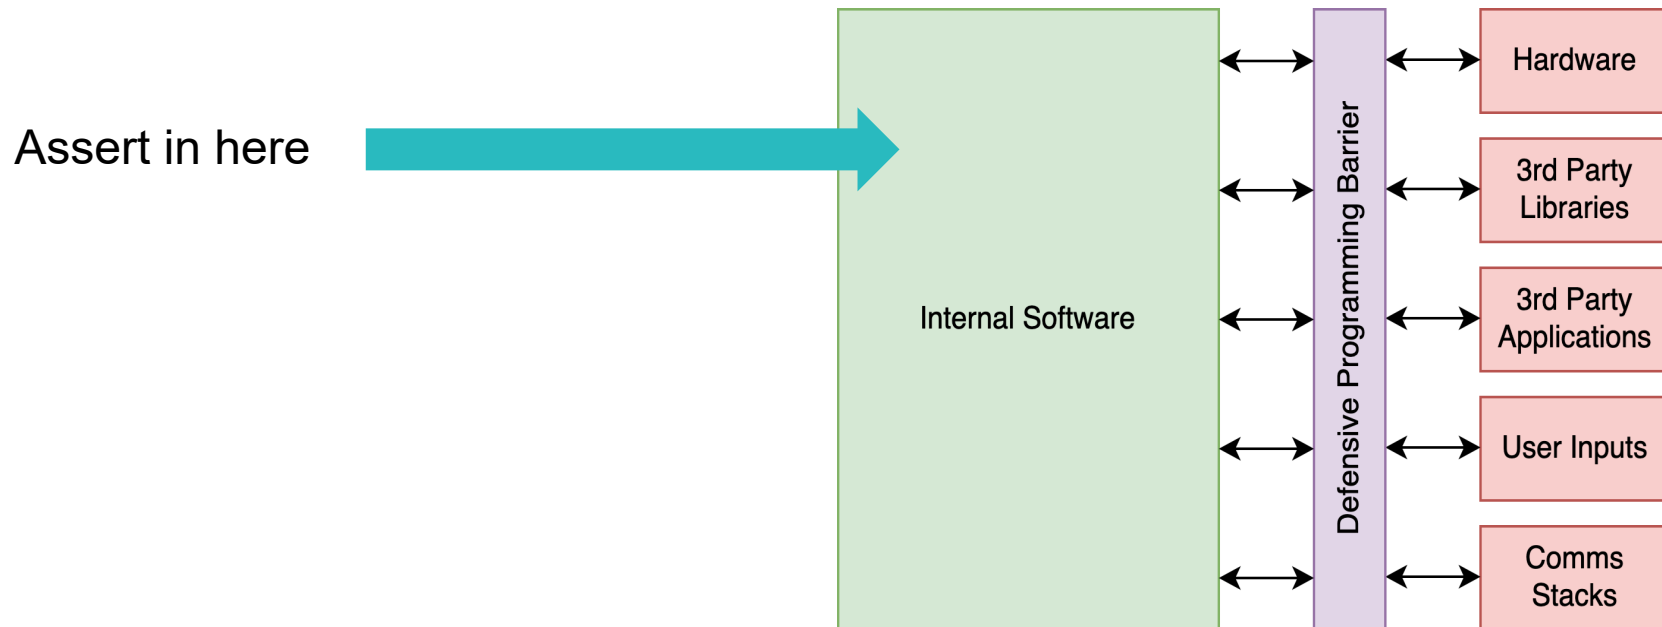 Assert in here
Internal Software
Defensive Programming Barrier
Hardware
3rd Party
Libraries
3rd Party
Applications
User Inputs
Comms
Stacks